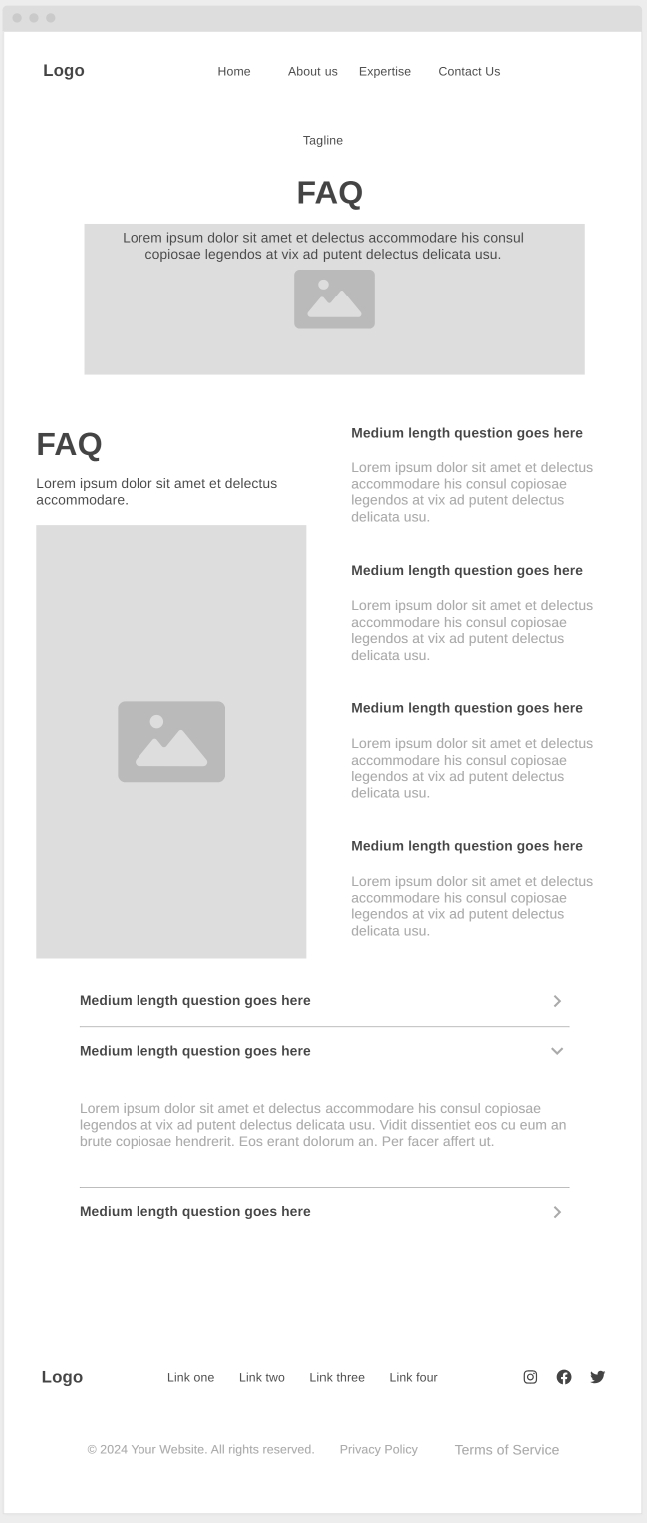 Logo
Home
About us
Expertise
Contact Us
Tagline
FAQ
Lorem ipsum dolor sit amet et delectus accommodare his consul
copiosae legendos at vix ad putent delectus delicata usu.
FAQ
Lorem ipsum dolor sit amet et delectus
accommodare.
Medium length question goes here
Lorem ipsum dolor sit amet et delectus
accommodare his consul copiosae
legendos at vix ad putent delectus
delicata usu.
Medium length question goes here
Lorem ipsum dolor sit amet et delectus
accommodare his consul copiosae
legendos at vix ad putent delectus
delicata usu.
Medium length question goes here
Lorem ipsum dolor sit amet et delectus
accommodare his consul copiosae
legendos at vix ad putent delectus
delicata usu.
Medium length question goes here
Lorem ipsum dolor sit amet et delectus
accommodare his consul copiosae
legendos at vix ad putent delectus
delicata usu.
Medium length question goes here
Medium length question goes here
Lorem ipsum dolor sit amet et delectus accommodare his consul copiosae
legendos at vix ad putent delectus delicata usu. Vidit dissentiet eos cu eum an
brute copiosae hendrerit. Eos erant dolorum an. Per facer affert ut.
Medium length question goes here
Logo
Link one
Link two
Link three
Link four
© 2024 Your Website. All rights reserved.
Privacy Policy
Terms of Service